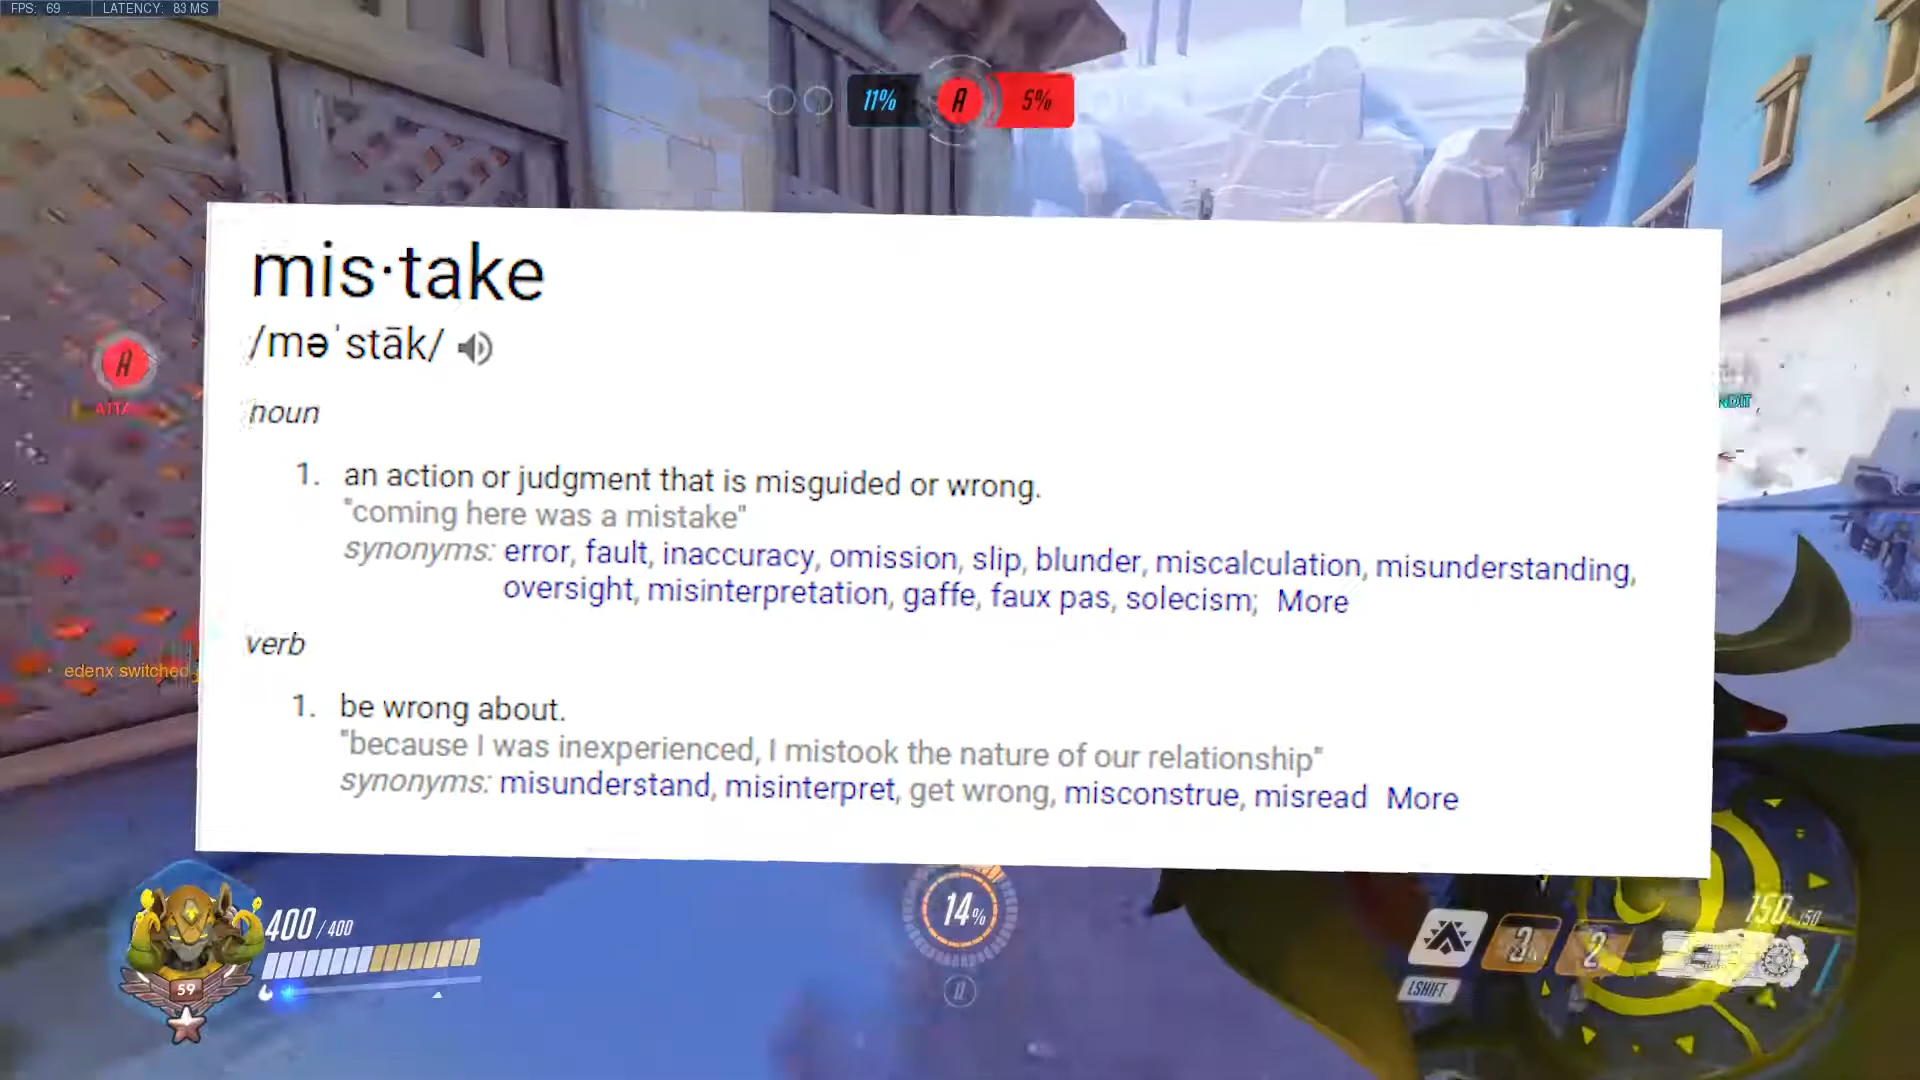 FPS: 69
LATENCY: 83 MS
11%
A
5%
mis·take
/məˈstāk/
noun
1. an action or judgment that is misguided or wrong.
"coming here was a mistake"
synonyms: error, fault, inaccuracy, omission, slip, blunder, miscalculation, misunderstanding,
oversight, misinterpretation, gaffe, faux pas, solecism; More
verb
1. be wrong about.
"because I was inexperienced, I mistook the nature of our relationship"
synonyms: misunderstand, misinterpret, get wrong, misconstrue, misread More
A
edenx switched
400/400
59
14%
3
2
150
150
LSHIFT